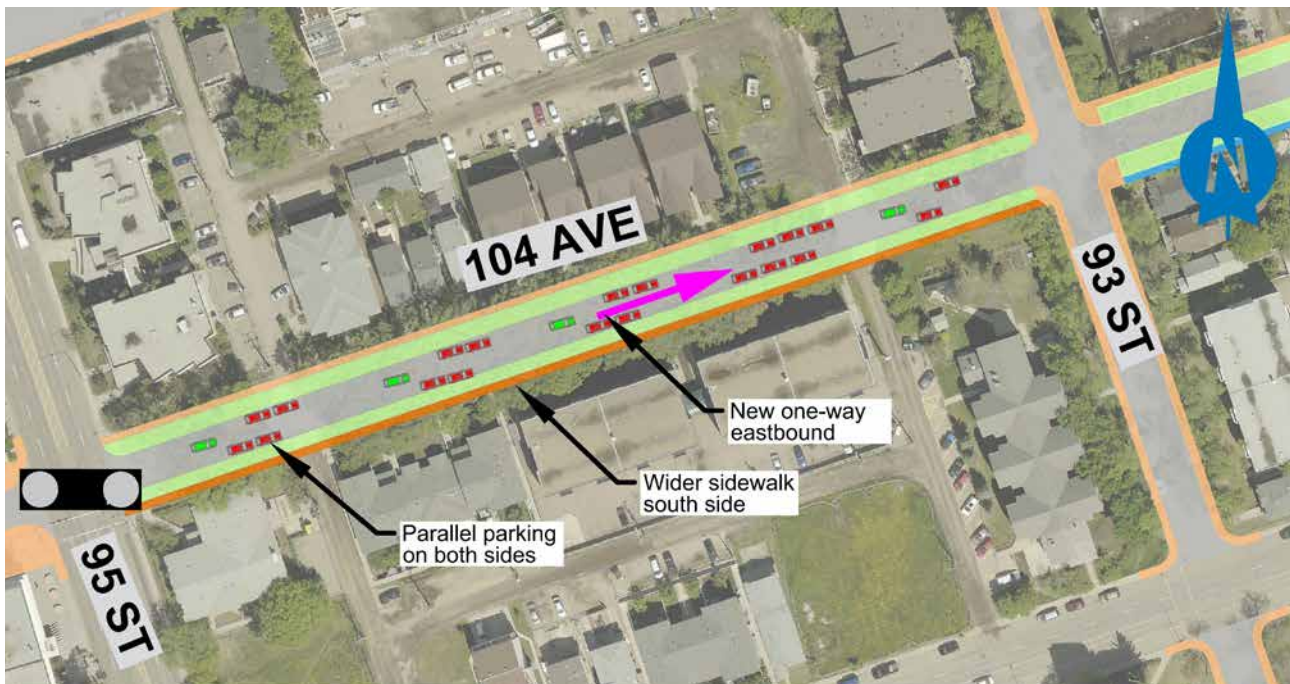 104 AVE
N
93 ST
New one-way
eastbound
Wider sidewalk
south side
Parallel parking
on both sides
95 ST